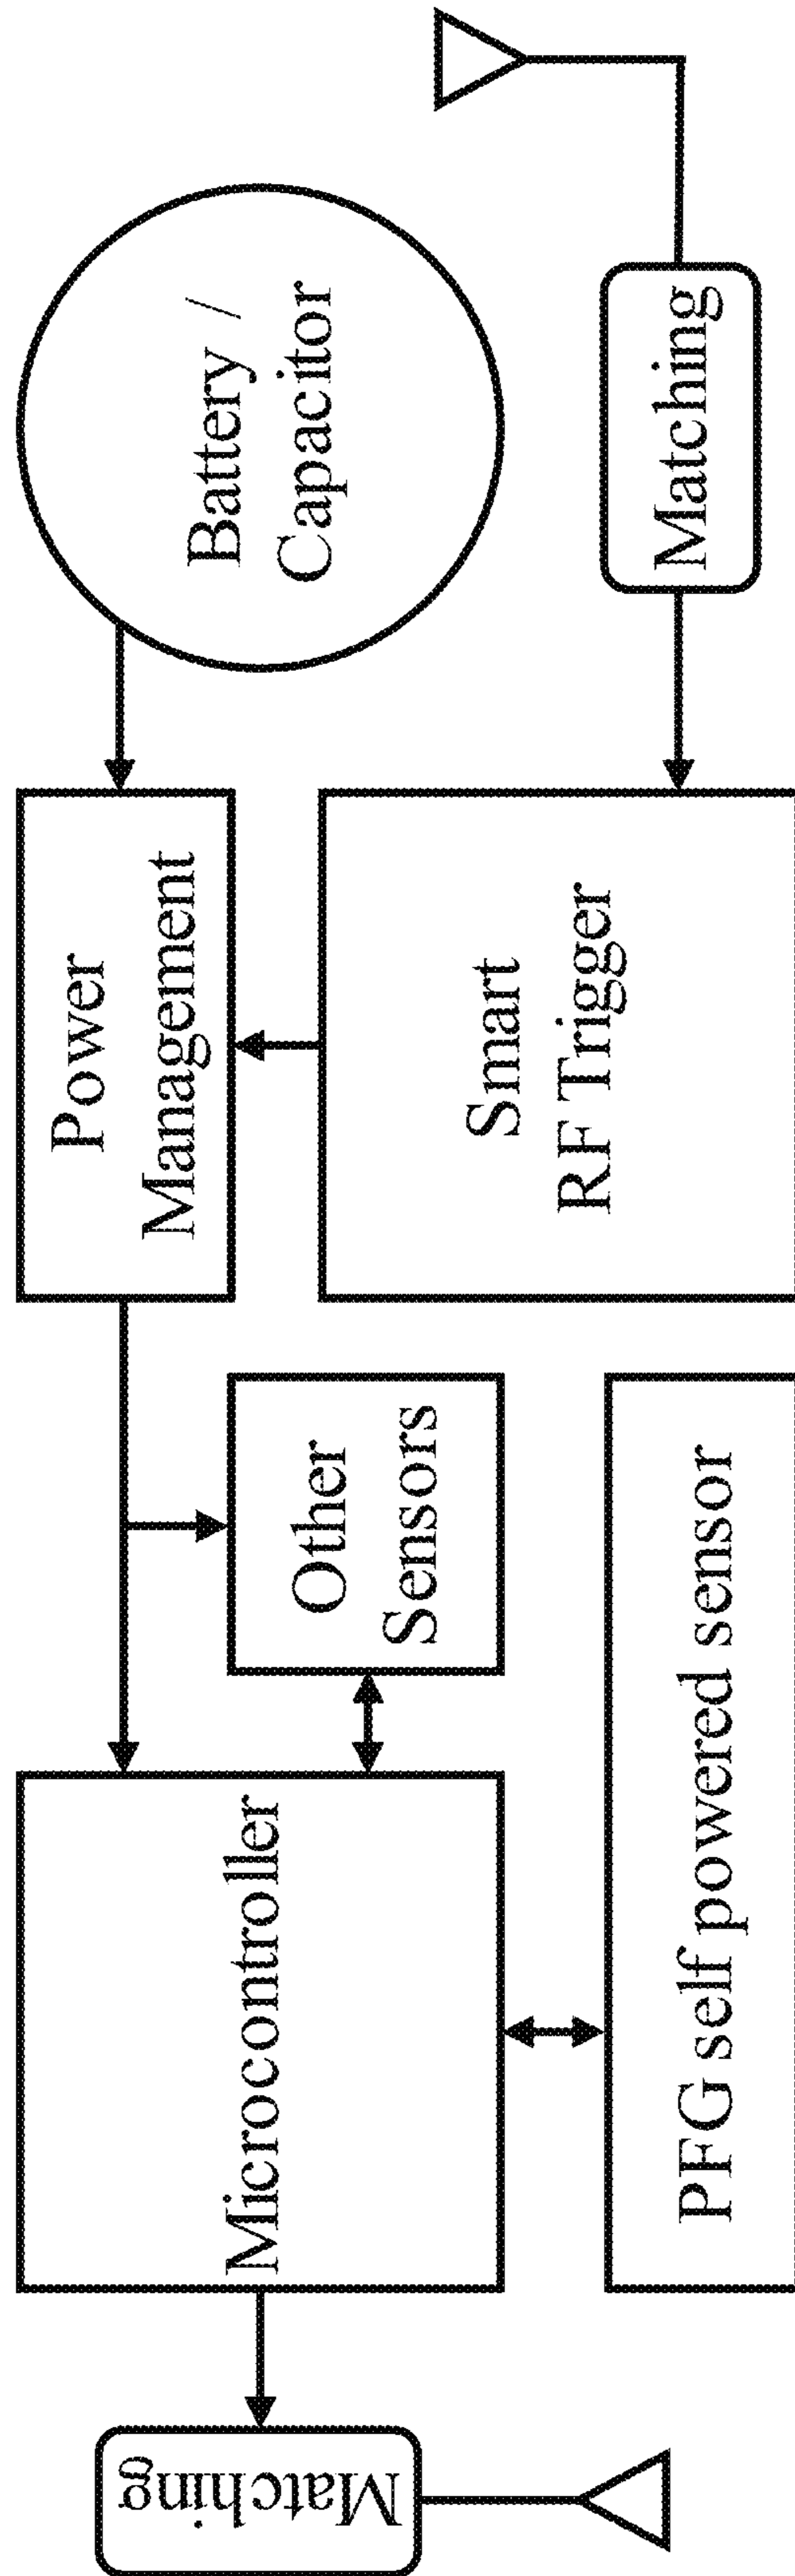 Matching
Microcontroller
Other
Sensors
Power
Management
Battery /
Capacitor
PFG self powered sensor
Smart
RF Trigger
Matching